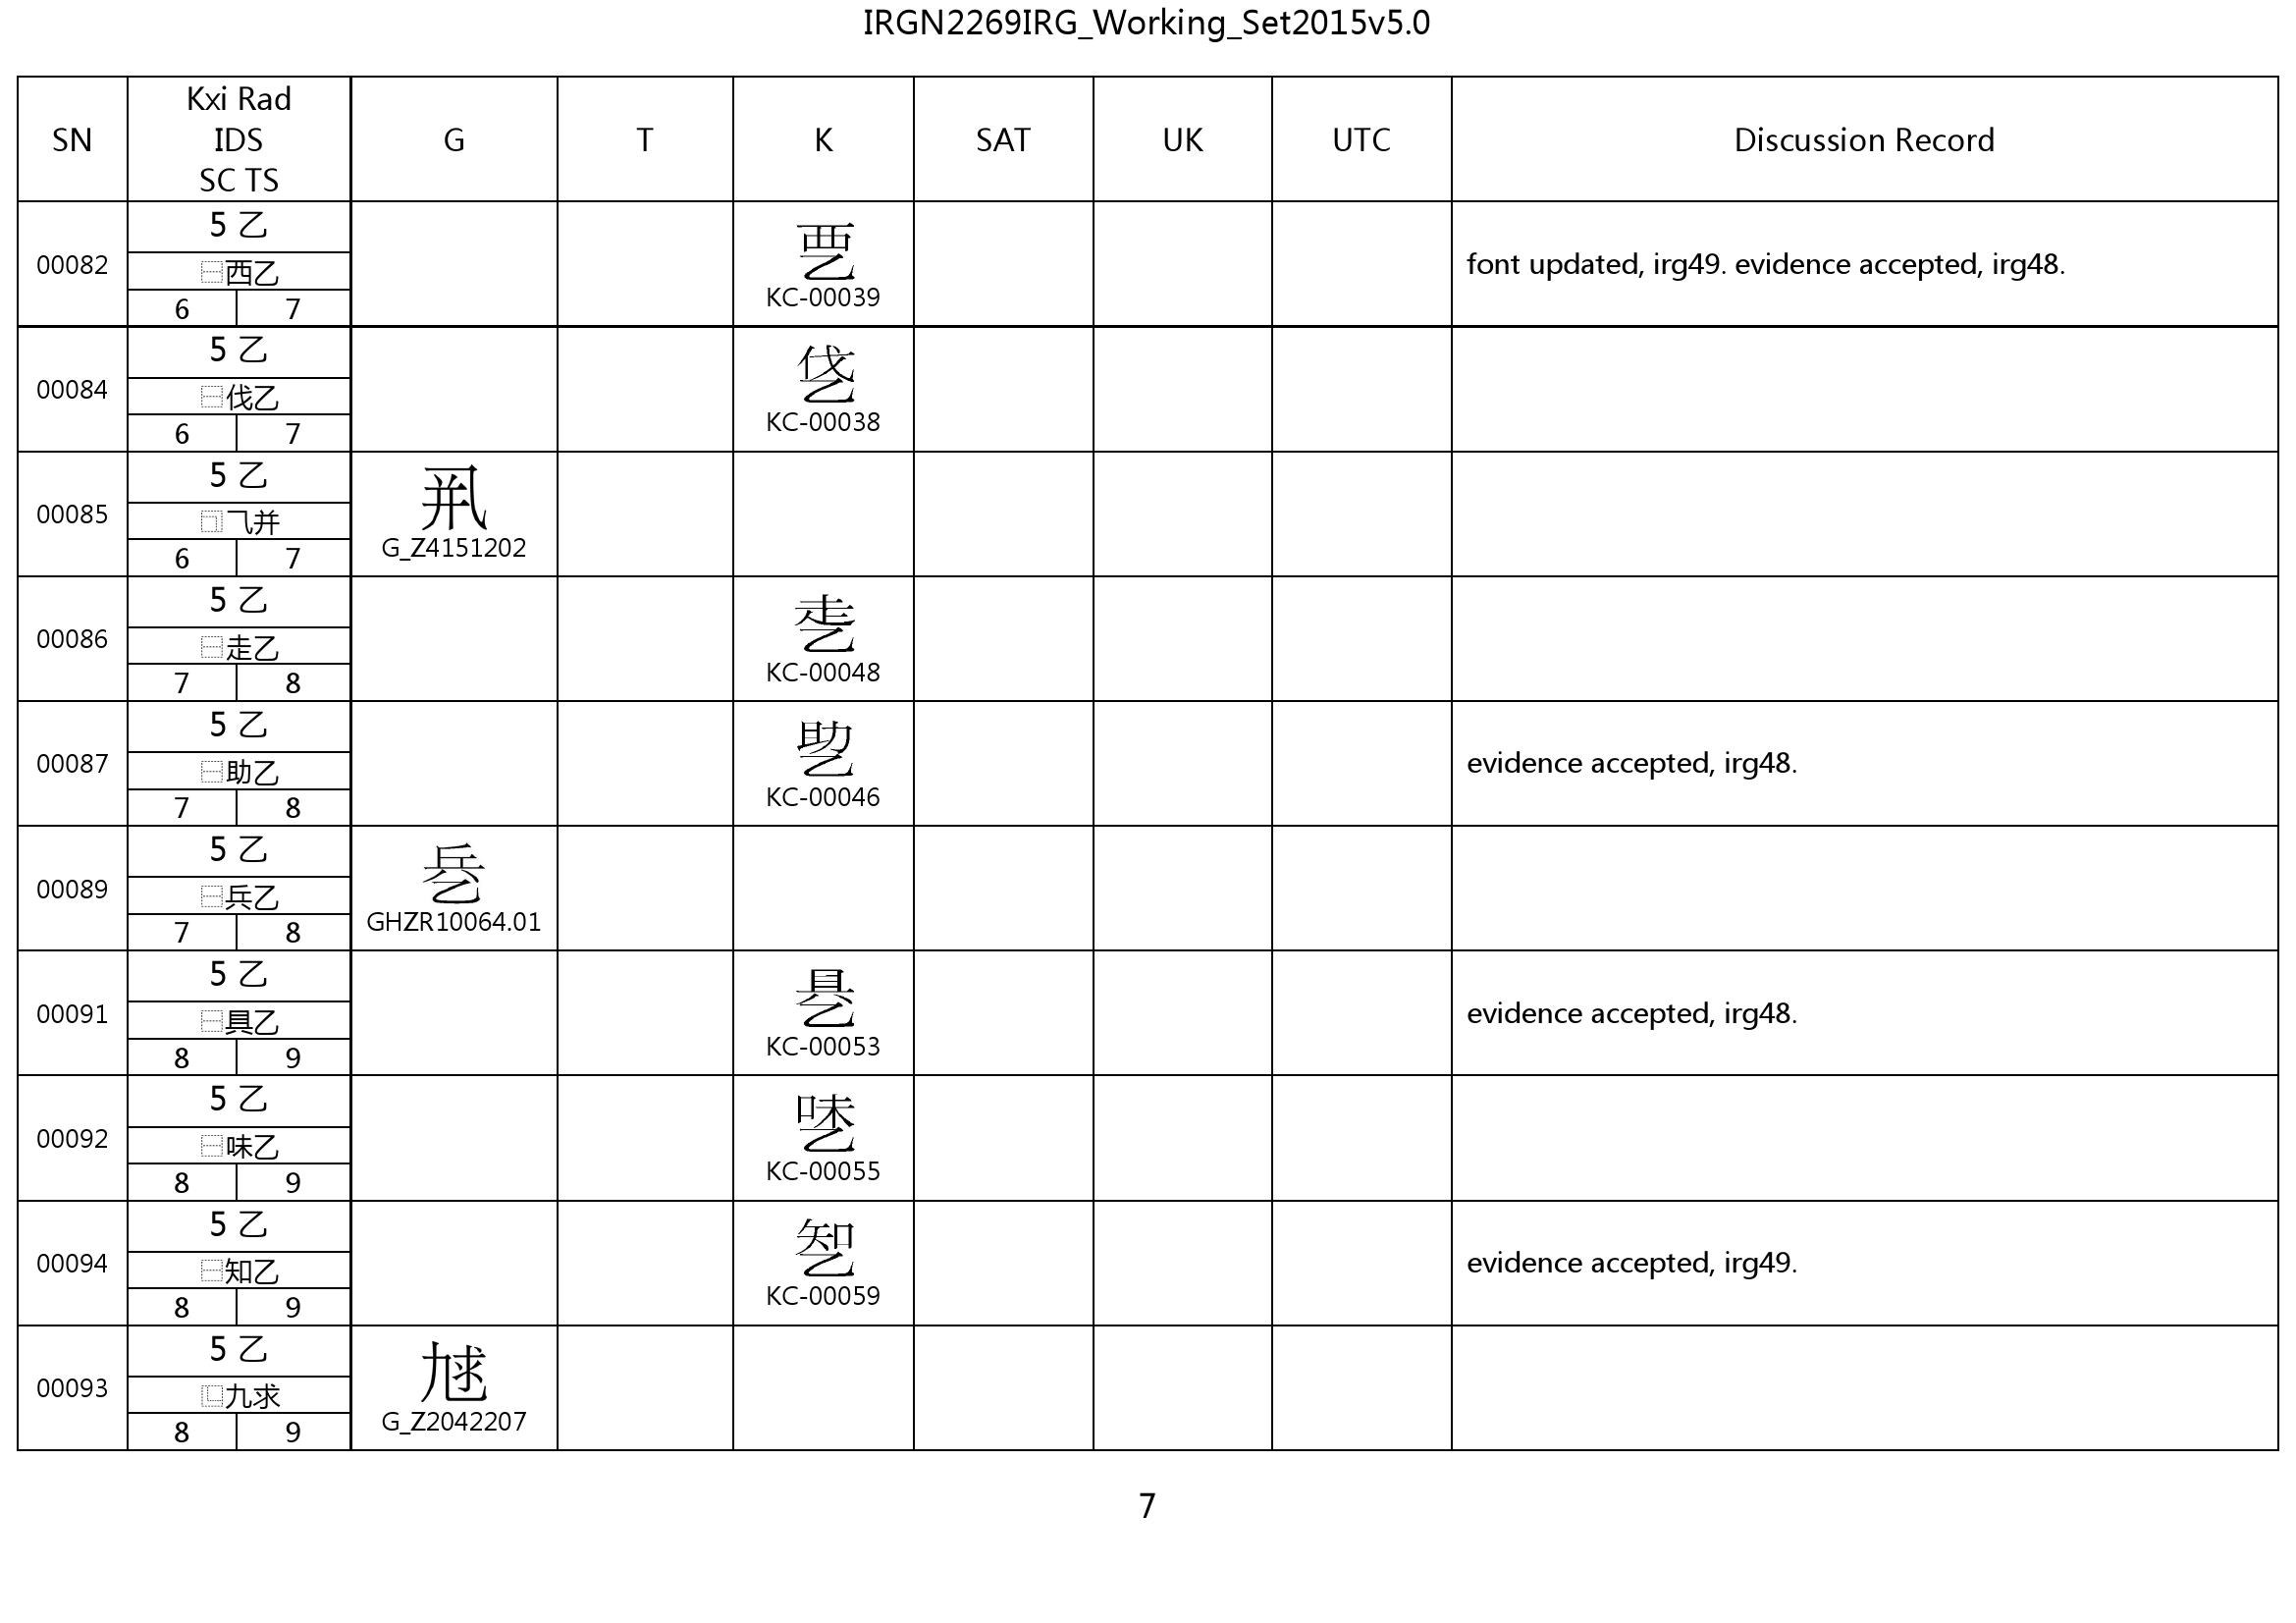 IRGN2269IRG_Working_Set2015v5.0
SN Kxi Rad IDS SC TS G T K SAT UK UTC Discussion Record
00082 5 乙 ⿱西乙 6 7 KC-00039 font updated, irg49. evidence accepted, irg48.
00084 5 乙 ⿱伐乙 6 7 KC-00038
00085 5 乙 ⿹⺄并 6 7 G_Z4151202
00086 5 乙 ⿱走乙 7 8 KC-00048
00087 5 乙 ⿱助乙 7 8 KC-00046 evidence accepted, irg48.
00089 5 乙 ⿱兵乙 7 8 GHZR10064.01
00091 5 乙 ⿱具乙 8 9 KC-00053 evidence accepted, irg48.
00092 5 乙 ⿱味乙 8 9 KC-00055
00094 5 乙 ⿱知乙 8 9 KC-00059 evidence accepted, irg49.
00093 5 乙 ⿺九求 8 9 G_Z2042207
7